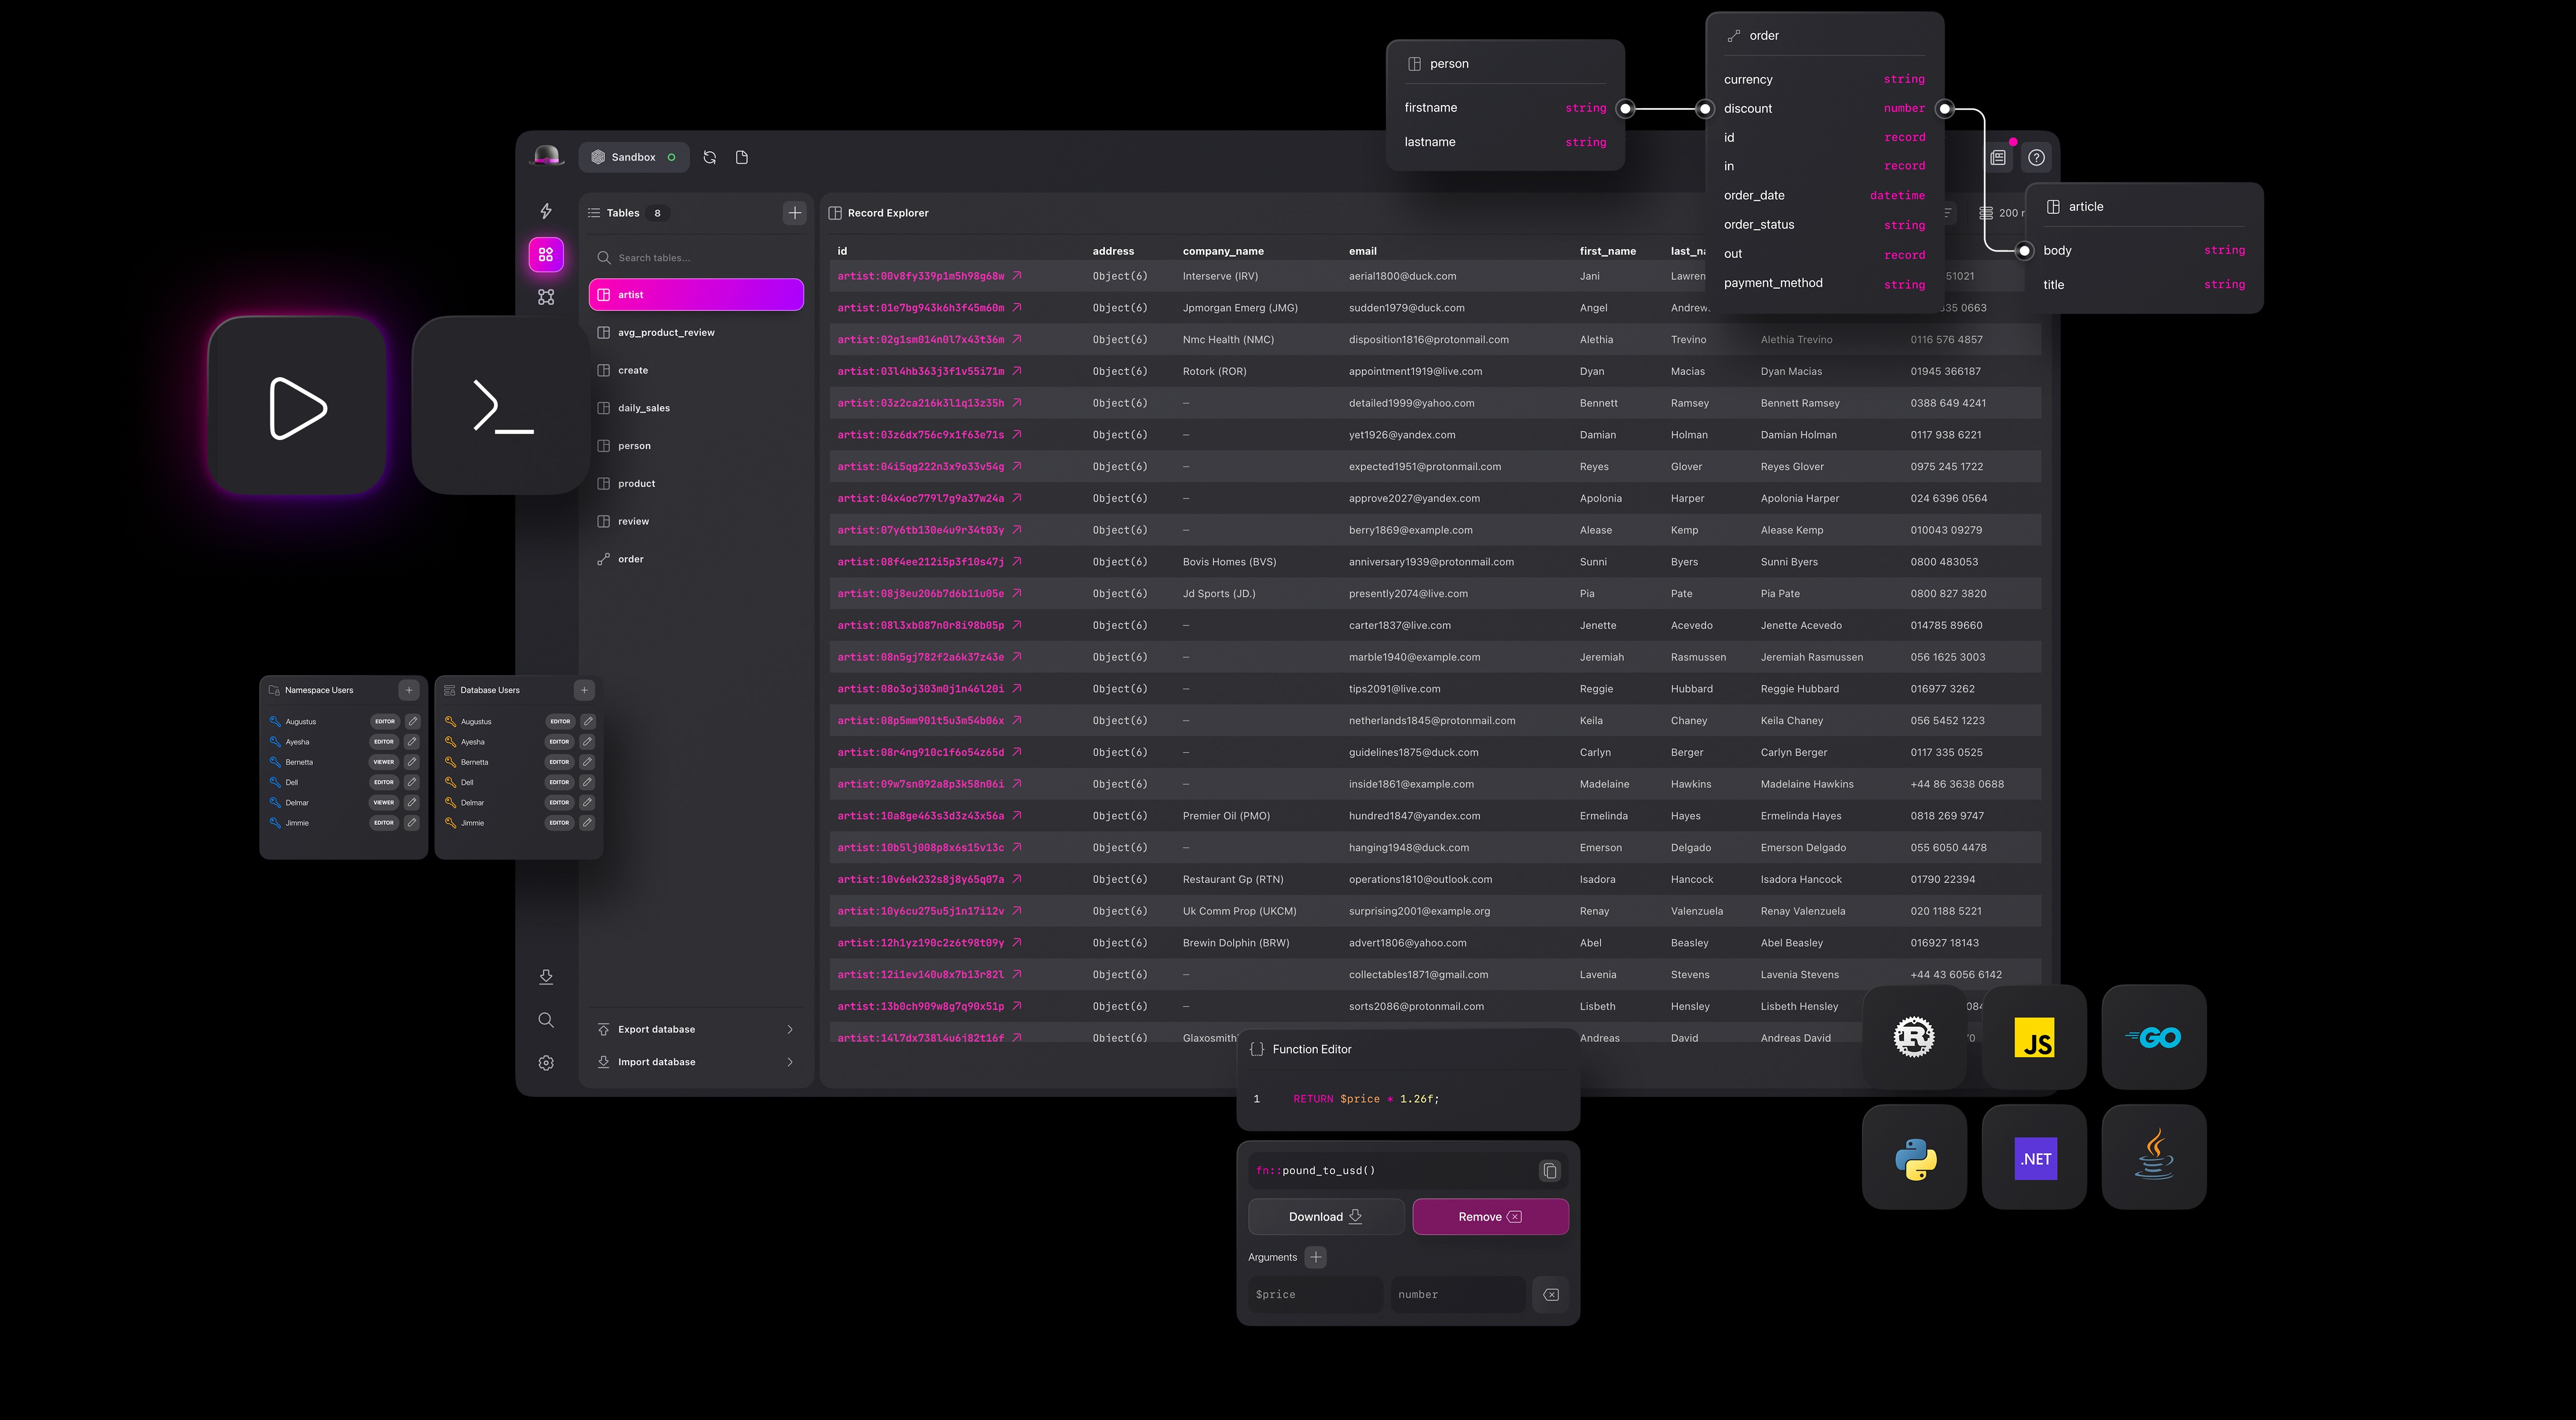 person
firstname string
lastname string
order
currency string
discount number
id record
in record
order_date datetime
order_status string
out record
payment_method string
article
body string
title string
Sandbox
Tables 8
Search tables...
artist
avg_product_review
create
daily_sales
person
product
review
order
Export database
Import database
Record Explorer
200
id address company_name email first_name
artist:00v8fy339p1m5h98g68w Object(6) Interserve (IRV) aerial1800@duck.com Jani 51021
artist:01e7bg943k6h3f45m60m Object(6) Jpmorgan Emerg (JMG) sudden1979@duck.com Angel 335 0663
artist:02g1sm014n0l7x43t36m Object(6) Nmc Health (NMC) disposition1816@protonmail.com Alethia Trevino Alethia Trevino 0116 576 4857
artist:03l4hb363j3f1v55i71m Object(6) Rotork (ROR) appointment1919@live.com Dyan Macias Dyan Macias 01945 366187
artist:03z2ca216k3l1q13z35h Object(6) – detailed1999@yahoo.com Bennett Ramsey Bennett Ramsey 0388 649 4241
artist:03z6dx756c9x1f63e71s Object(6) – yet1926@yandex.com Damian Holman Damian Holman 0117 938 6221
artist:04i5qg222n3x9o33v54g Object(6) – expected1951@protonmail.com Reyes Glover Reyes Glover 0975 245 1722
artist:04x4oc779l7g9a37w24a Object(6) – approve2027@yandex.com Apolonia Harper Apolonia Harper 024 6396 0564
artist:07y6tb130e4u9r34t03y Object(6) – berry1869@example.com Alease Kemp Alease Kemp 010043 09279
artist:08f4ee212i5p3f10s47j Object(6) Bovis Homes (BVS) anniversary1939@protonmail.com Sunni Byers Sunni Byers 0800 483053
artist:08j8eu206b7d6b11u05e Object(6) Jd Sports (JD.) presently2074@live.com Pia Pate Pia Pate 0800 827 3820
artist:08l3xb087n0r8i98b05p Object(6) – carter1837@live.com Jenette Acevedo Jenette Acevedo 014785 89660
artist:08n5gj782f2a6k37z43e Object(6) – marble1940@example.com Jeremiah Rasmussen Jeremiah Rasmussen 056 1625 3003
artist:08o3oj303m0j1n46l20i Object(6) – tips2091@live.com Reggie Hubbard Reggie Hubbard 016977 3262
artist:08p5mm901t5u3m54b06x Object(6) – netherlands1845@protonmail.com Keila Chaney Keila Chaney 056 5452 1223
artist:08r4ng910c1f6o54z65d Object(6) – guidelines1875@duck.com Carlyn Berger Carlyn Berger 0117 335 0525
artist:09w7sn092a8p3k58n06i Object(6) – inside1861@example.com Madelaine Hawkins Madelaine Hawkins +44 86 3638 0688
artist:10a8ge463s3d3z43x56a Object(6) Premier Oil (PMO) hundred1847@yandex.com Ermelinda Hayes Ermelinda Hayes 0818 269 9747
artist:10b5lj008p8x6s15v13c Object(6) – hanging1948@duck.com Emerson Delgado Emerson Delgado 055 6050 4478
artist:10v6ek232s8j8y65q07a Object(6) Restaurant Gp (RTN) operations1810@outlook.com Isadora Hancock Isadora Hancock 01790 22394
artist:10y6cu275u5j1n17i12v Object(6) Uk Comm Prop (UKCM) surprising2001@example.org Renay Valenzuela Renay Valenzuela 020 1188 5221
artist:12h1yz190c2z6t98t09y Object(6) Brewin Dolphin (BRW) advert1806@yahoo.com Abel Beasley Abel Beasley 016927 18143
artist:12i1ev140u8x7b13r82l Object(6) – collectables1871@gmail.com Lavenia Stevens Lavenia Stevens +44 43 6056 6142
artist:13b0ch909w8g7q90x51p Object(6) – sorts2086@protonmail.com Lisbeth Hensley Lisbeth Hensley
artist:14l7dx738l4u6j82t16f Object(6) Andreas David Andreas David
Namespace Users
Augustus EDITOR
Ayesha EDITOR
Bernetta VIEWER
Dell EDITOR
Delmar VIEWER
Jimmie EDITOR
Database Users
Augustus EDITOR
Ayesha EDITOR
Bernetta EDITOR
Dell EDITOR
Delmar EDITOR
Jimmie EDITOR
Function Editor
1 RETURN $price * 1.26f;
fn::pound_to_usd()
Download
Remove
Arguments
$price number
R
JS
GO
.NET